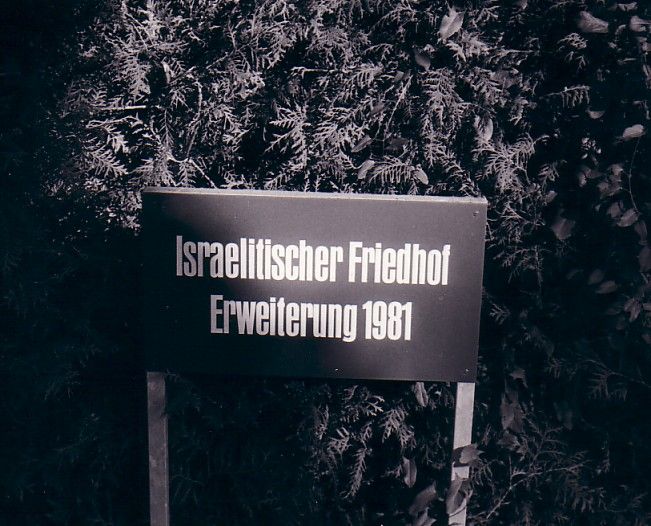 Israelitischer Friedhof
Erweiterung 1981